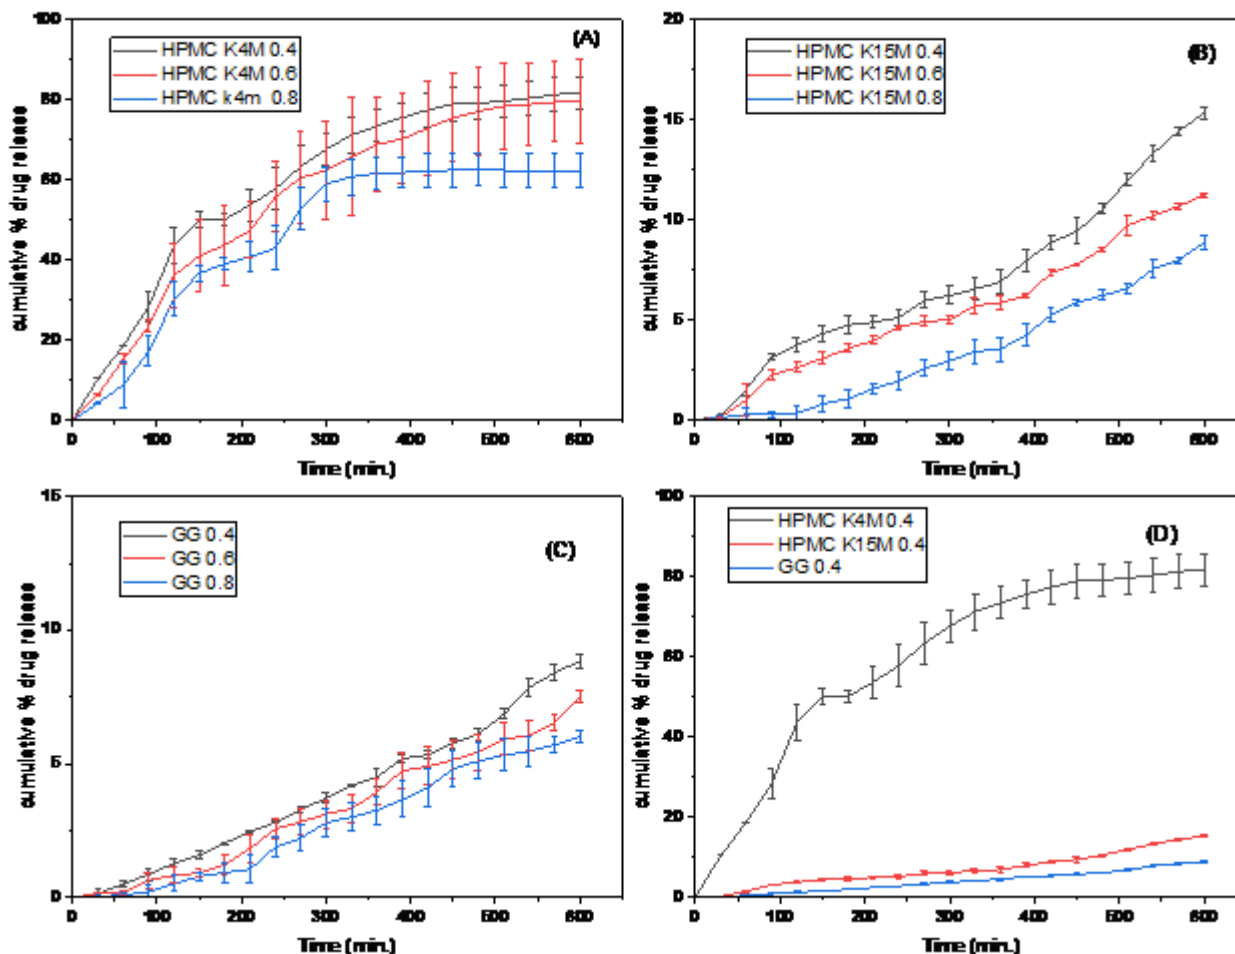 100
80
60
40
20
0
cumulative % drug release
HPMC K4M 0.4
HPMC K4M 0.6
HPMC k4m 0.8
(A)
0 100 200 300 400 500 600
Time (min.)
20
15
10
5
0
cumulative % drug release
HPMC K15M 0.4
HPMC K15M 0.6
HPMC K15M 0.8
(B)
0 100 200 300 400 500 600
Time (min.)
15
10
5
0
cumulative % drug release
GG 0.4
GG 0.6
GG 0.8
(C)
0 100 200 300 400 500 600
Time (min.)
100
80
60
40
20
0
cumulative % drug release
HPMC K4M 0.4
HPMC K15M 0.4
GG 0.4
(D)
0 100 200 300 400 500 600
Time (min.)